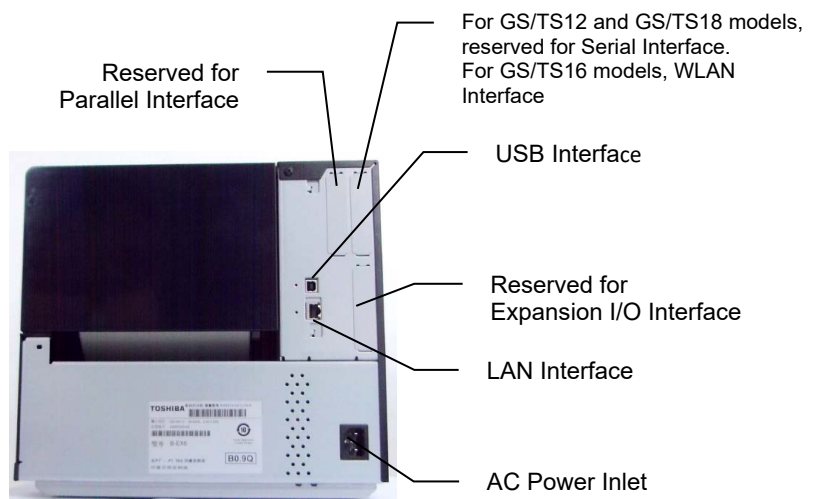 For GS/TS12 and GS/TS18 models,
reserved for Serial Interface.
For GS/TS16 models, WLAN
Interface
Reserved for
Parallel Interface
USB Interface
Reserved for
Expansion I/O Interface
LAN Interface
TOSHIBA
B0.9Q
AC Power Inlet